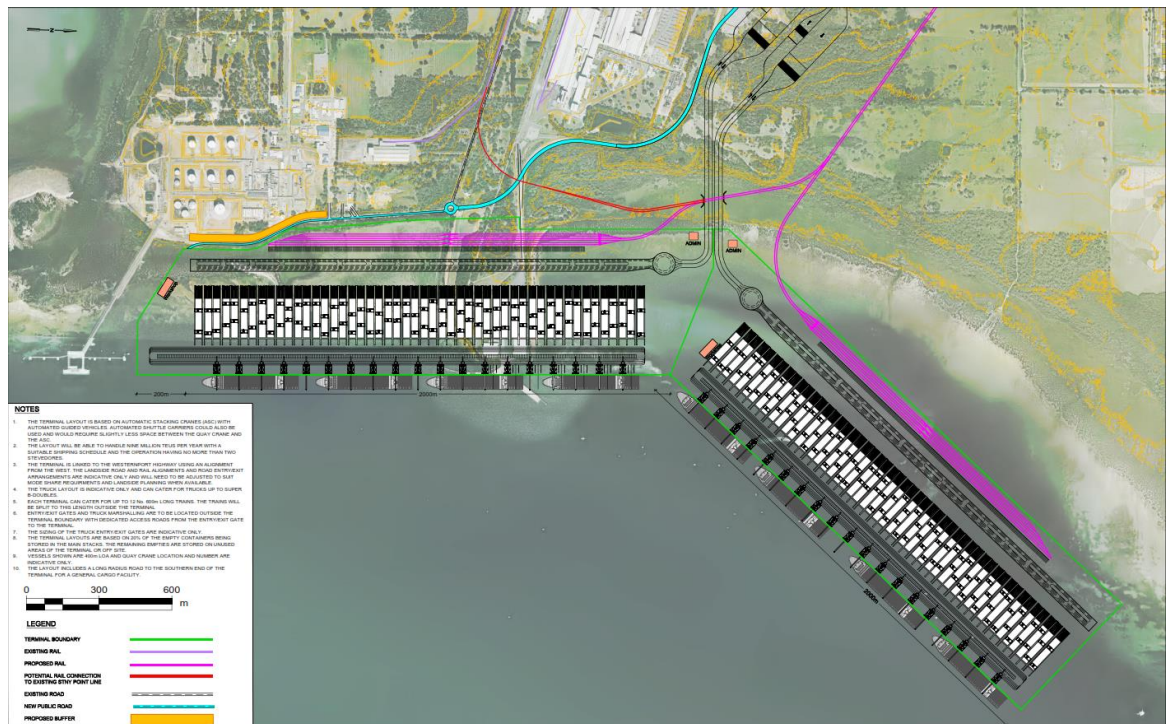 N
ADMIN
ADMIN
200m
2000m
2000m
NOTES
1. THE TERMINAL LAYOUT IS BASED ON AUTOMATIC STACKING CRANES (ASC) WITH
AUTOMATED GUIDED VEHICLES. AUTOMATED SHUTTLE CARRIERS COULD ALSO BE
USED AND WOULD REQUIRE SLIGHTLY LESS SPACE BETWEEN THE QUAY CRANE AND
THE ASC.
2. THE LAYOUT WILL BE ABLE TO HANDLE NINE MILLION TEUS PER YEAR WITH A
SUITABLE SHIPPING SCHEDULE AND THE OPERATION HAVING NO MORE THAN TWO
STEVEDORES.
3. THE TERMINAL IS LINKED TO THE WESTERNPORT HIGHWAY USING AN ALIGNMENT
FROM THE WEST. THE LANDSIDE ROAD AND RAIL ALIGNMENTS AND ROAD ENTRY/EXIT
ARRANGEMENTS ARE INDICATIVE ONLY AND WILL NEED TO BE ADJUSTED TO SUIT
MODE SHARE REQUIRMENTS AND LANDSIDE PLANNING WHEN AVAILABLE.
4. THE TRUCK LAYOUT IS INDICATIVE ONLY AND CAN CATER FOR TRUCKS UP TO SUPER
B-DOUBLES.
5. EACH TERMINAL CAN CATER FOR UP TO 12 No. 600m LONG TRAINS. THE TRAINS WILL
BE SPLIT TO THIS LENGTH OUTSIDE THE TERMINAL.
6. ENTRY/EXIT GATES AND TRUCK MARSHALLING ARE TO BE LOCATED OUTSIDE THE
TERMINAL BOUNDARY WITH DEDICATED ACCESS ROADS FROM THE ENTRY/EXIT GATE
TO THE TERMINAL.
7. THE SIZING OF THE TRUCK ENTRY/EXIT GATES ARE INDICATIVE ONLY.
8. THE TERMINAL LAYOUTS ARE BASED ON 20% OF THE EMPTY CONTAINERS BEING
STORED IN THE MAIN STACKS. THE REMAINING EMPTIES ARE STORED ON UNUSED
AREAS OF THE TERMINAL OR OFF SITE.
9. VESSELS SHOWN ARE 400m LOA AND QUAY CRANE LOCATION AND NUMBER ARE
INDICATIVE ONLY.
10. THE LAYOUT INCLUDES A LONG RADIUS ROAD TO THE SOUTHERN END OF THE
TERMINAL FOR A GENERAL CARGO FACILITY.
0 300 600
m
LEGEND
TERMINAL BOUNDARY
EXISTING RAIL
PROPOSED RAIL
POTENTIAL RAIL CONNECTION
TO EXISTING STNY POINT LINE
EXISTING ROAD
NEW PUBLIC ROAD
PROPOSED BUFFER